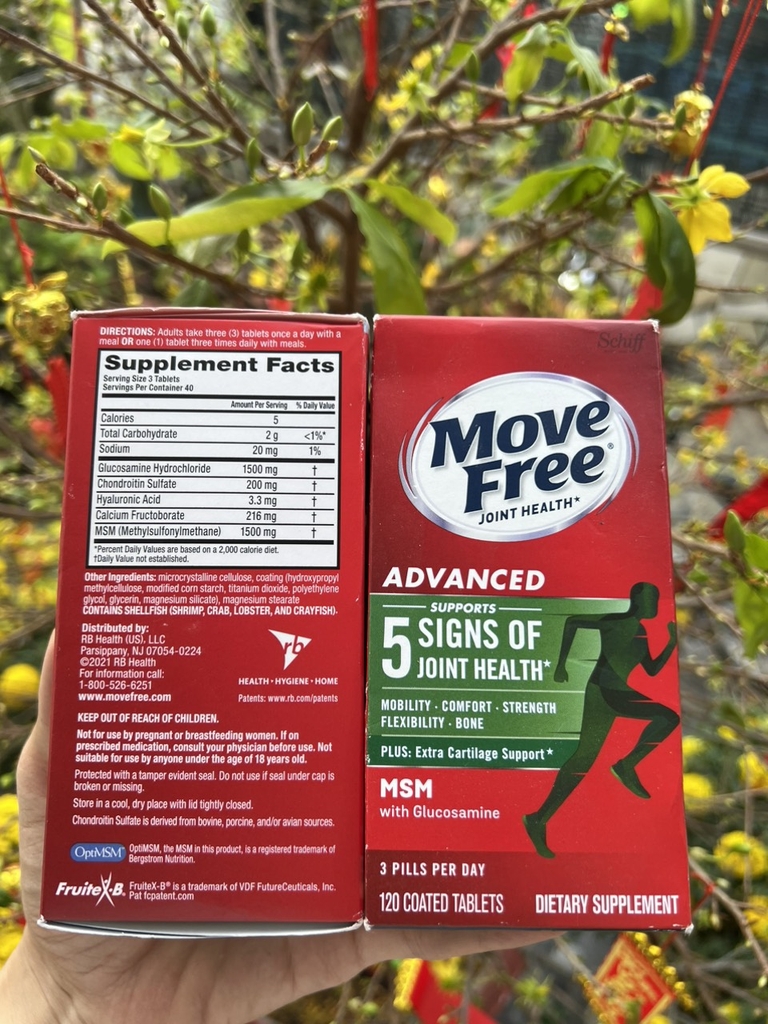 DIRECTIONS: Adults take three (3) tablets once a day with a
meal OR one (1) tablet three times daily with meals.
Supplement Facts
Serving Size 3 Tablets
Servings Per Container 40
Amount Per Serving % Daily Value
Calories 5
Total Carbohydrate 2 g <1%*
Sodium 20 mg 1%
Glucosamine Hydrochloride 1500 mg †
Chondroitin Sulfate 200 mg †
Hyaluronic Acid 3.3 mg †
Calcium Fructoborate 216 mg †
MSM (Methylsulfonylmethane) 1500 mg †
*Percent Daily Values are based on a 2,000 calorie diet.
†Daily Value not established.
Other Ingredients: microcrystalline cellulose, coating (hydroxypropyl
methylcellulose, modified corn starch, titanium dioxide, polyethylene
glycol, glycerin, magnesium silicate), magnesium stearate
CONTAINS SHELLFISH (SHRIMP, CRAB, LOBSTER, AND CRAYFISH).
Distributed by:
RB Health (US), LLC
Parsippany, NJ 07054-0224
©2021 RB Health
For information call:
1-800-526-6251
www.movefree.com
rb
HEALTH • HYGIENE • HOME
Patents: www.rb.com/patents
KEEP OUT OF REACH OF CHILDREN.
Not for use by pregnant or breastfeeding women. If on
prescribed medication, consult your physician before use. Not
suitable for use by anyone under the age of 18 years old.
Protected with a tamper evident seal. Do not use if seal under cap is
broken or missing.
Store in a cool, dry place with lid tightly closed.
Chondroitin Sulfate is derived from bovine, porcine, and/or avian sources.
OptiMSM® OptiMSM, the MSM in this product, is a registered trademark of
Bergstrom Nutrition.
FruiteX-B® FruiteX-B® is a trademark of VDF FutureCeuticals, Inc.
Pat fcpatent.com
Schiff
Move
Free®
JOINT HEALTH*
ADVANCED
SUPPORTS
5 SIGNS OF
JOINT HEALTH*
MOBILITY · COMFORT · STRENGTH
FLEXIBILITY · BONE
PLUS: Extra Cartilage Support*
MSM
with Glucosamine
3 PILLS PER DAY
120 COATED TABLETS DIETARY SUPPLEMENT